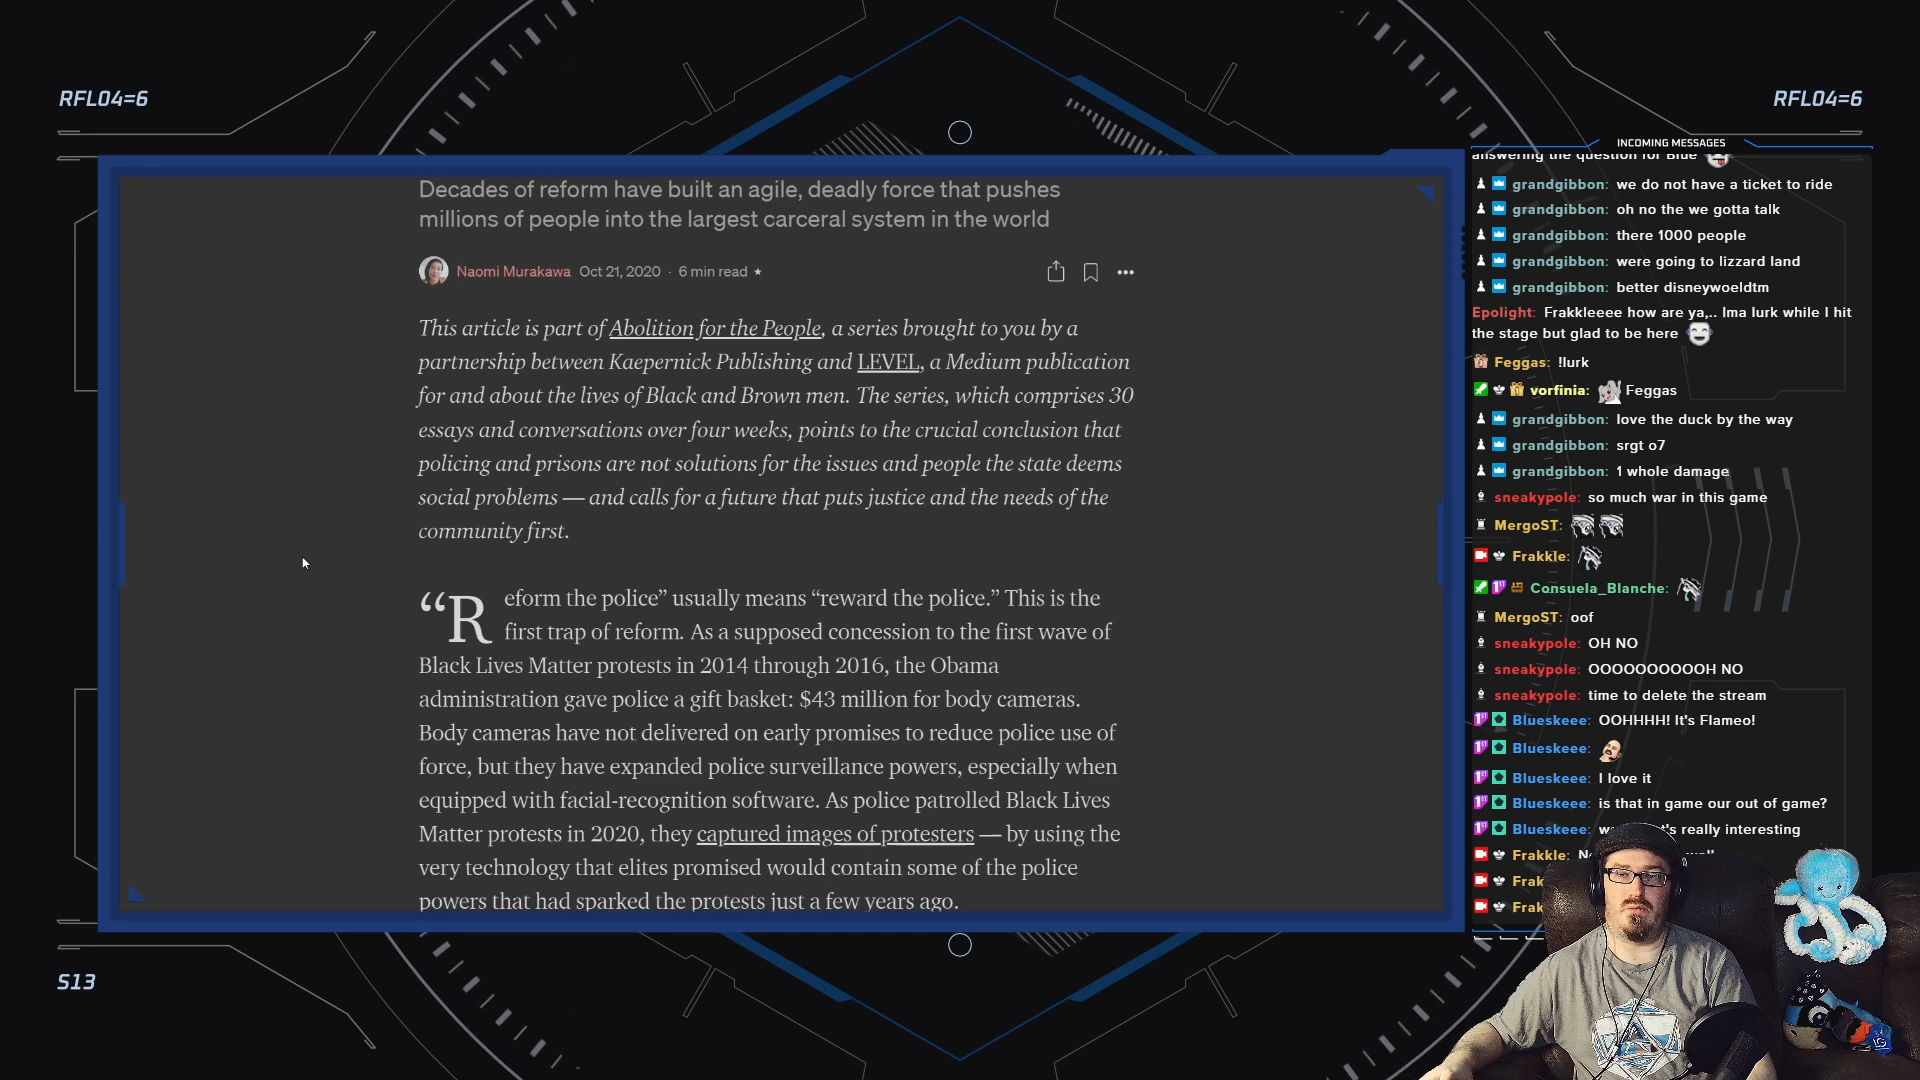 RFL04=6
RFL04=6
Decades of reform have built an agile, deadly force that pushes
millions of people into the largest carceral system in the world
Naomi Murakawa Oct 21, 2020 · 6 min read ★
This article is part of Abolition for the People, a series brought to you by a
partnership between Kaepernick Publishing and LEVEL, a Medium publication
for and about the lives of Black and Brown men. The series, which comprises 30
essays and conversations over four weeks, points to the crucial conclusion that
policing and prisons are not solutions for the issues and people the state deems
social problems — and calls for a future that puts justice and the needs of the
community first.
“Reform the police” usually means “reward the police.” This is the
first trap of reform. As a supposed concession to the first wave of
Black Lives Matter protests in 2014 through 2016, the Obama
administration gave police a gift basket: $43 million for body cameras.
Body cameras have not delivered on early promises to reduce police use of
force, but they have expanded police surveillance powers, especially when
equipped with facial-recognition software. As police patrolled Black Lives
Matter protests in 2020, they captured images of protesters — by using the
very technology that elites promised would contain some of the police
powers that had sparked the protests just a few years ago.
S13
INCOMING MESSAGES
answering the question for Blue
grandgibbon: we do not have a ticket to ride
grandgibbon: oh no the we gotta talk
grandgibbon: there 1000 people
grandgibbon: were going to lizzard land
grandgibbon: better disneywoeldtm
Epolight: Frakkleeee how are ya,.. Ima lurk while I hit
the stage but glad to be here
Feggas: !lurk
vorfinia: Feggas
grandgibbon: love the duck by the way
grandgibbon: srgt o7
grandgibbon: 1 whole damage
sneakypole: so much war in this game
MergoST:
Frakkle:
Consuela_Blanche:
MergoST: oof
sneakypole: OH NO
sneakypole: OOOOOOOOOOH NO
sneakypole: time to delete the stream
Blueskeee: OOHHHH! It's Flameo!
Blueskeee:
Blueskeee: I love it
Blueskeee: is that in game our out of game?
Blueskeee: really interesting
Frakkle: